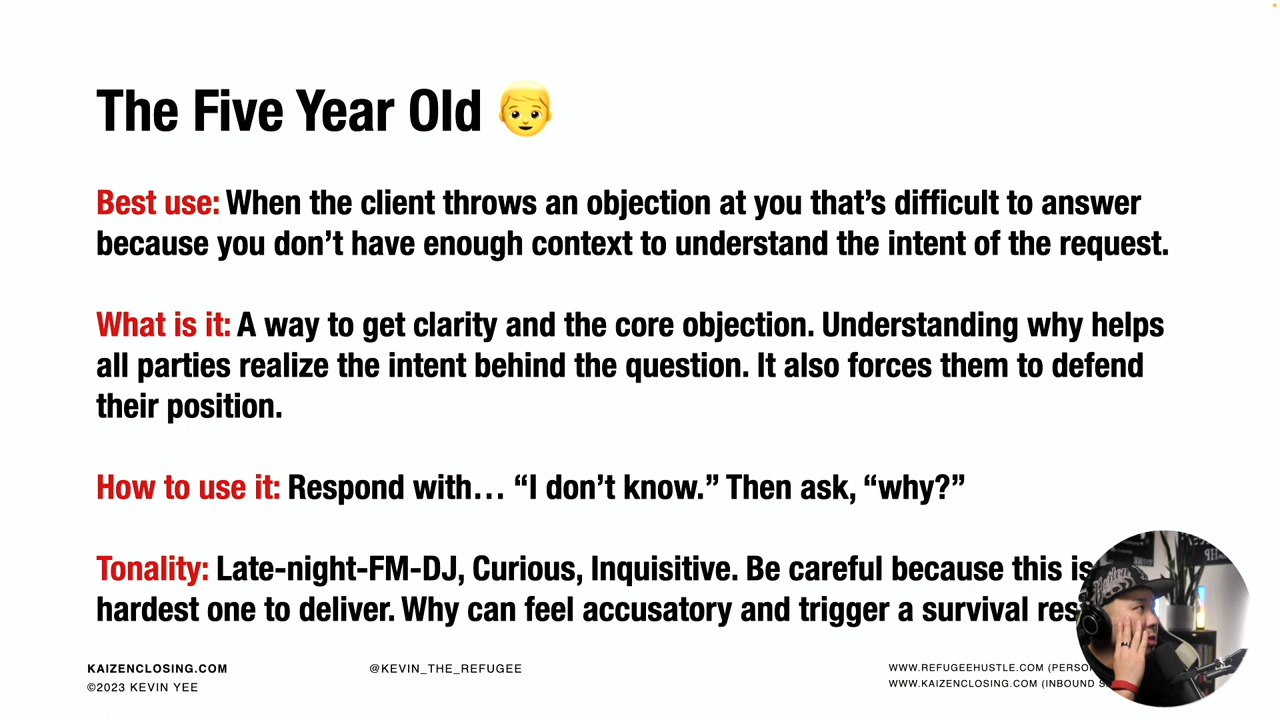 The Five Year Old
Best use: When the client throws an objection at you that’s difficult to answer
because you don’t have enough context to understand the intent of the request.
What is it: A way to get clarity and the core objection. Understanding why helps
all parties realize the intent behind the question. It also forces them to defend
their position.
How to use it: Respond with… “I don’t know.” Then ask, “why?”
Tonality: Late-night-FM-DJ, Curious, Inquisitive. Be careful because this is
hardest one to deliver. Why can feel accusatory and trigger a survival
KAIZENCLOSING.COM
©2023 KEVIN YEE
@KEVIN_THE_REFUGEE
WWW.REFUGEEHUSTLE.COM
WWW.KAIZENCLOSING.COM (INBOUND